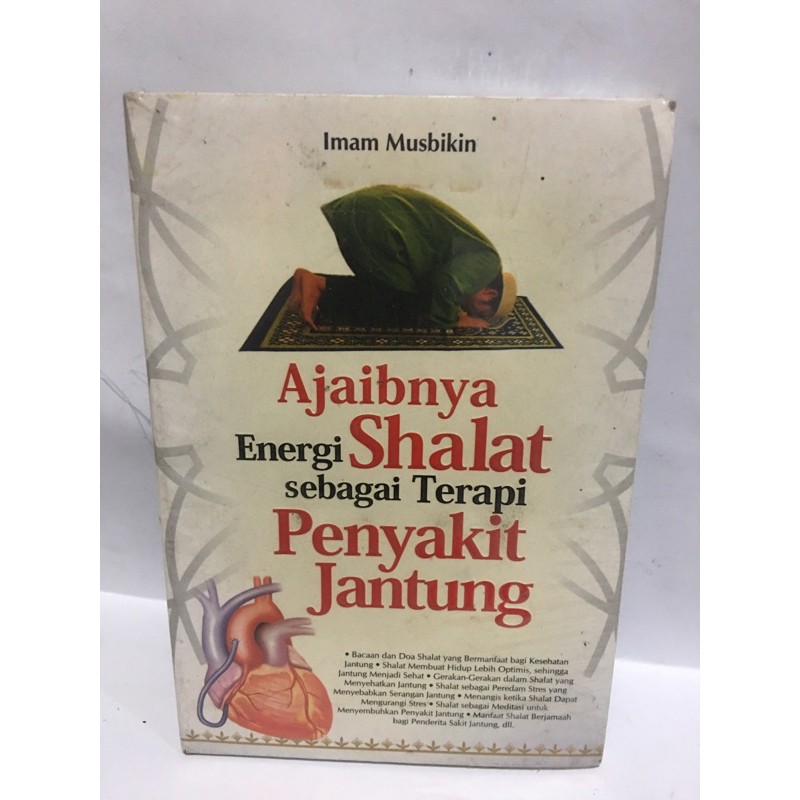 Imam Musbikin
Ajaibnya
Energi Shalat
sebagai Terapi
Penyakit
Jantung
• Bacaan dan Doa Shalat yang Bermanfaat bagi Kesehatan
Jantung • Shalat Membuat Hidup Lebih Optimis, sehingga
Jantung Menjadi Sehat • Gerakan-Gerakan dalam Shalat yang
Menyehatkan Jantung • Shalat sebagai Peredam Stres yang
Menyebabkan Serangan Jantung • Menangis ketika Shalat Dapat
Mengurangi Stres • Shalat sebagai Meditasi untuk
Menyembuhkan Penyakit Jantung • Manfaat Shalat Berjamaah
bagi Penderita Sakit Jantung, dll.